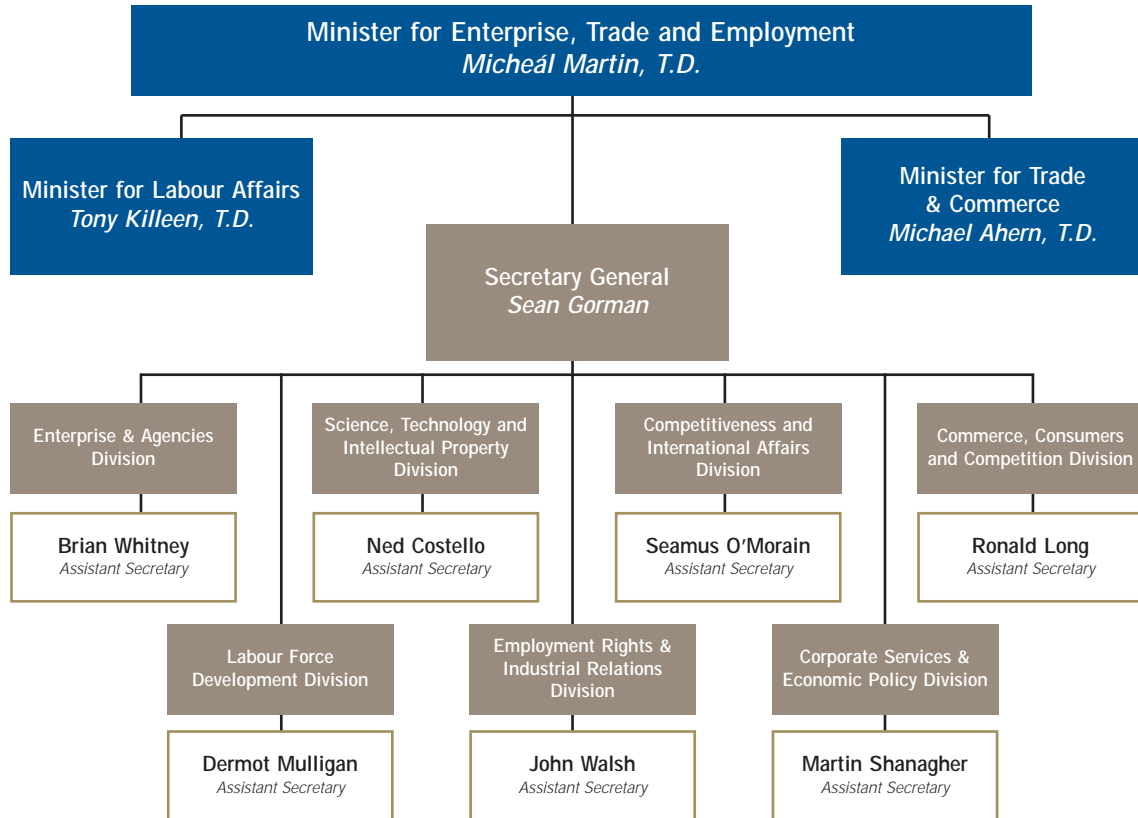 Minister for Enterprise, Trade and Employment
Micheál Martin, T.D.
Minister for Labour Affairs
Tony Killeen, T.D.
Minister for Trade
& Commerce
Michael Ahern, T.D.
Secretary General
Sean Gorman
Enterprise & Agencies
Division
Science, Technology and
Intellectual Property
Division
Competitiveness and
International Affairs
Division
Commerce, Consumers
and Competition Division
Brian Whitney
Assistant Secretary
Ned Costello
Assistant Secretary
Seamus O’Morain
Assistant Secretary
Ronald Long
Assistant Secretary
Labour Force
Development Division
Employment Rights &
Industrial Relations
Division
Corporate Services &
Economic Policy Division
Dermot Mulligan
Assistant Secretary
John Walsh
Assistant Secretary
Martin Shanagher
Assistant Secretary